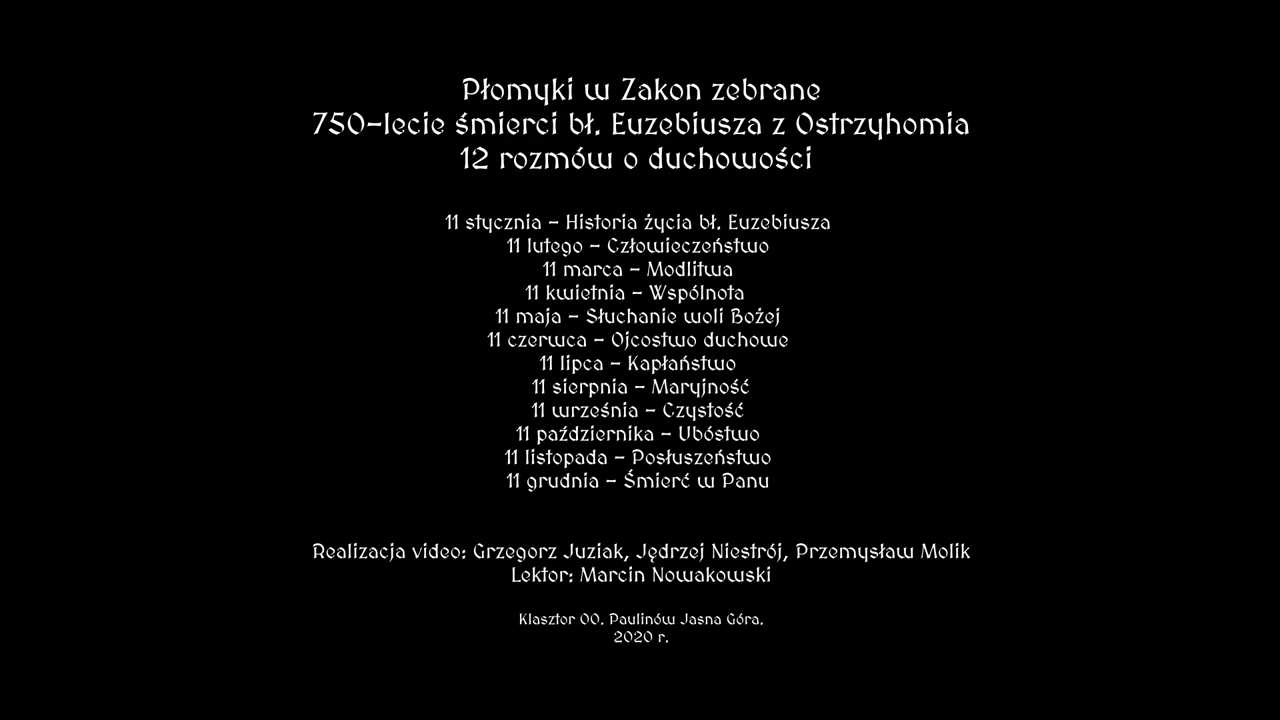 Płomyki w Zakon zebrane
750-lecie śmierci bł. Euzebiusza z Ostrzyhomia
12 rozmów o duchowości
11 stycznia - Historia życia bł. Euzebiusza
11 lutego - Człowieczeństwo
11 marca - Modlitwa
11 kwietnia - Wspólnota
11 maja - Słuchanie woli Bożej
11 czerwca - Ojcostwo duchowe
11 lipca - Kapłaństwo
11 sierpnia - Maryjność
11 września - Czystość
11 października - Ubóstwo
11 listopada - Posłuszeństwo
11 grudnia - Śmierć w Panu
Realizacja video: Grzegorz Juziak, Jędrzej Niestrój, Przemysław Molik
Lektor: Marcin Nowakowski
Klasztor OO. Paulinów Jasna Góra.
2020 r.